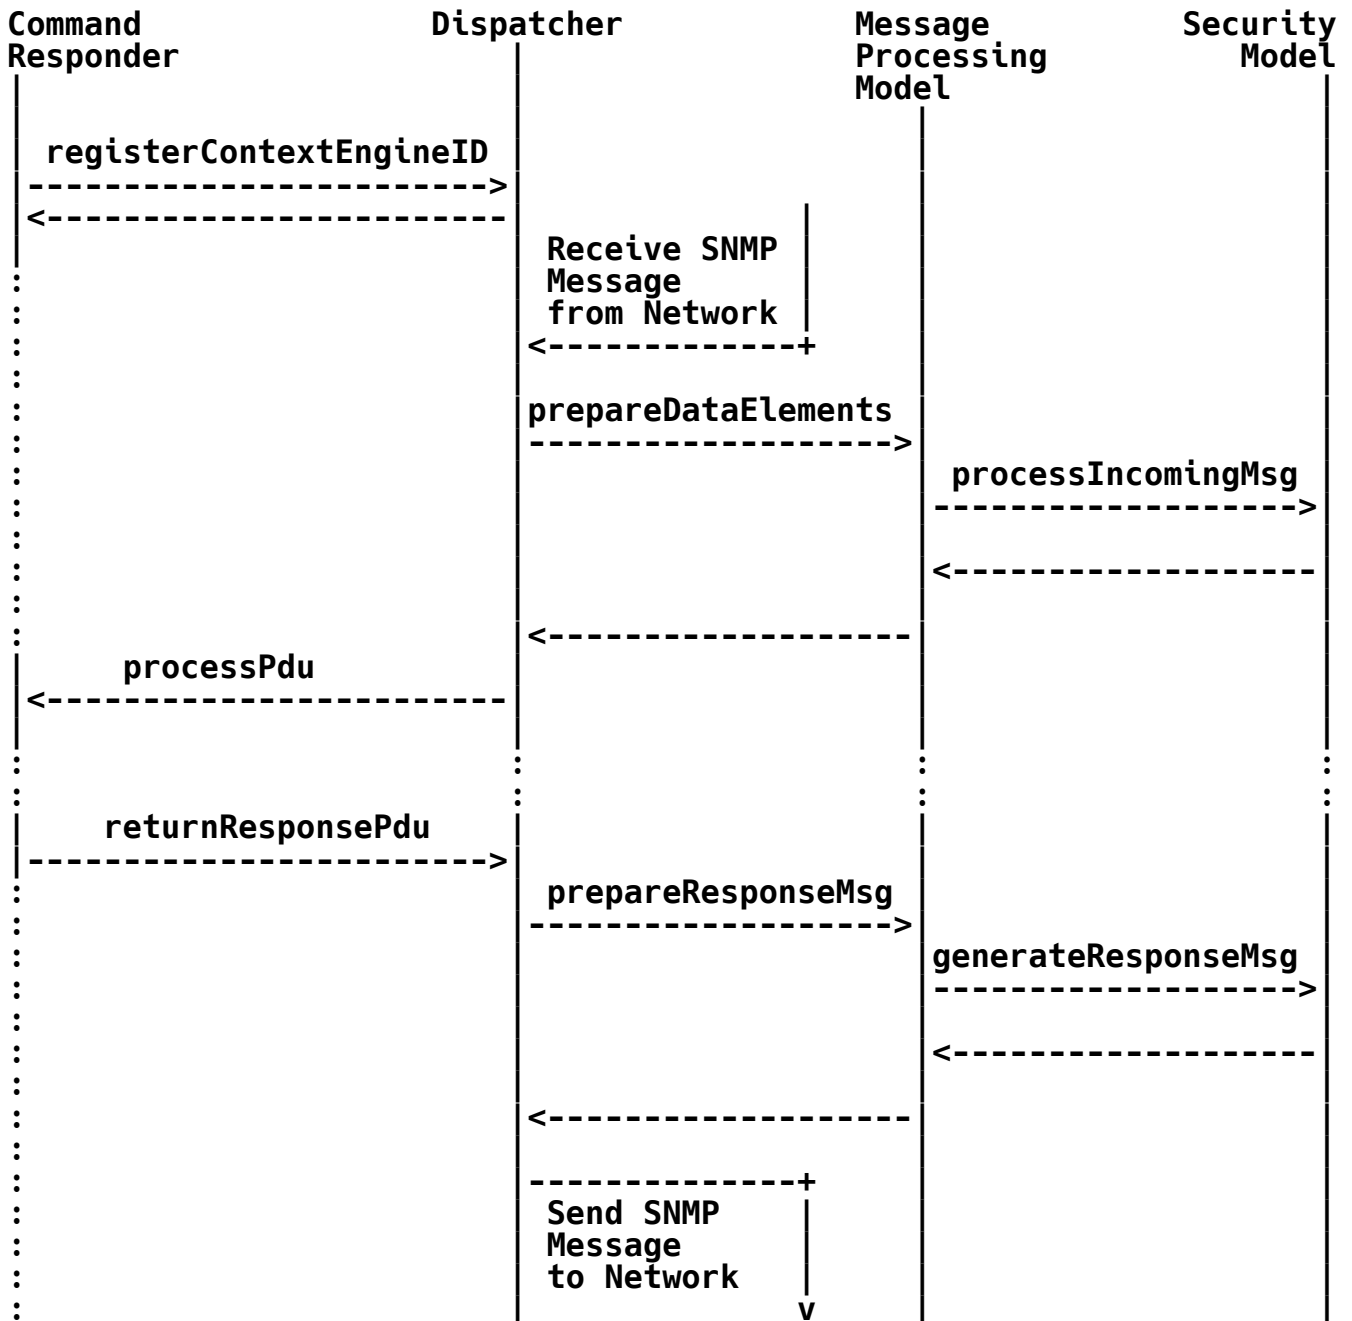 Command Dispatcher Message Security
Responder Processing Model
Model
registerContextEngineID
Receive SNMP
Message
from Network
prepareDataElements
processIncomingMsg
processPdu
returnResponsePdu
prepareResponseMsg
generateResponseMsg
Send SNMP
Message
to Network